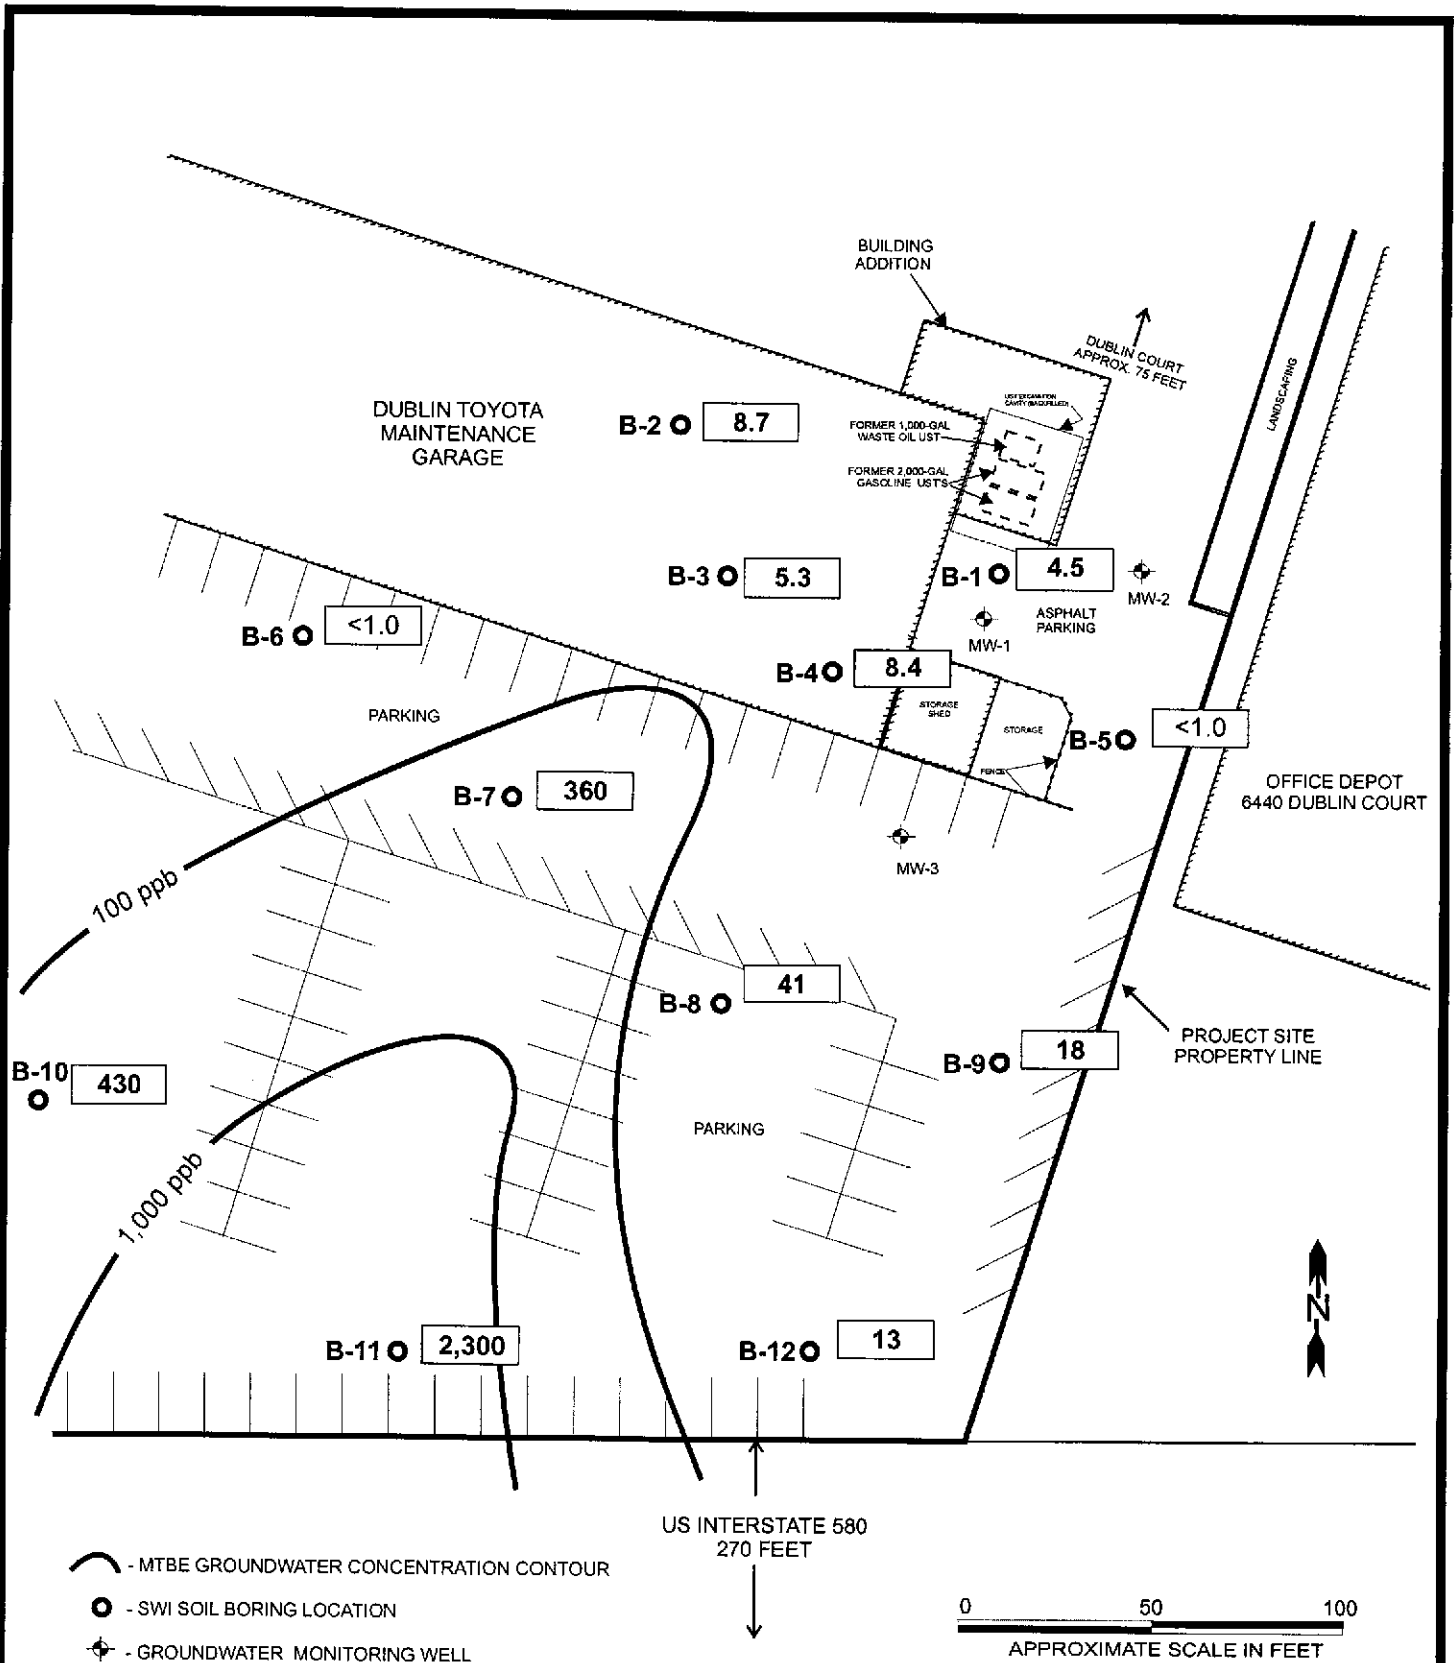 BUILDING
ADDITION
DUBLIN COURT
APPROX. 75 FEET
LANDSCAPING
DUBLIN TOYOTA
MAINTENANCE
GARAGE
B-2
8.7
UST EXCAVATION
CAVITY (BACKFILLED)
FORMER 1,000-GAL
WASTE OIL UST
FORMER 2,000-GAL
GASOLINE UST'S
B-3
5.3
B-1
4.5
MW-2
ASPHALT
PARKING
MW-1
B-6
<1.0
B-4
8.4
STORAGE
SHED
STORAGE
FENCE
B-5
<1.0
PARKING
OFFICE DEPOT
6440 DUBLIN COURT
B-7
360
MW-3
100 ppb
B-8
41
B-9
18
PROJECT SITE
PROPERTY LINE
B-10
430
PARKING
1,000 ppb
N
B-11
2,300
B-12
13
US INTERSTATE 580
270 FEET
- MTBE GROUNDWATER CONCENTRATION CONTOUR
- SWI SOIL BORING LOCATION
- GROUNDWATER MONITORING WELL
0 50 100
APPROXIMATE SCALE IN FEET